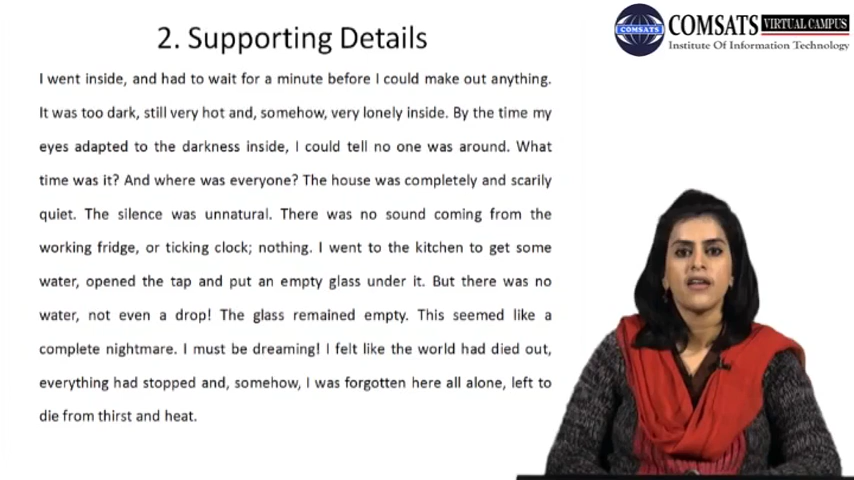 2. Supporting Details
COMSATS VIRTUAL CAMPUS
Institute Of Information Technology
COMSATS
I went inside, and had to wait for a minute before I could make out anything.
It was too dark, still very hot and, somehow, very lonely inside. By the time my
eyes adapted to the darkness inside, I could tell no one was around. What
time was it? And where was everyone? The house was completely and scarily
quiet. The silence was unnatural. There was no sound coming from the
working fridge, or ticking clock; nothing. I went to the kitchen to get some
water, opened the tap and put an empty glass under it. But there was no
water, not even a drop! The glass remained empty. This seemed like a
complete nightmare. I must be dreaming! I felt like the world had died out,
everything had stopped and, somehow, I was forgotten here all alone, left to
die from thirst and heat.